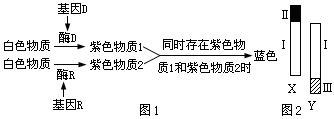 基因D
酶D
白色物质 紫色物质1 同时存在紫色物质1和紫色物质2时 蓝色
白色物质 紫色物质2
酶R
基因R
图1
II
I I
III
X Y
图2